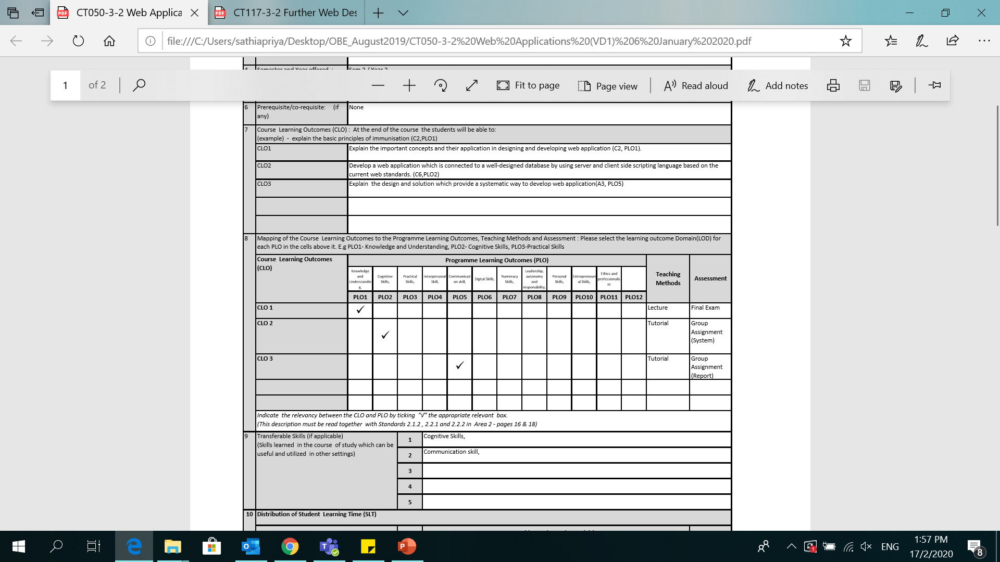 CT050-3-2 Web Applica
CT117-3-2 Further Web Des
file:///C:/Users/sathiapriya/Desktop/OBE_August2019/CT050-3-2%20Web%20Applications%20(VD1)%206%20January%202020.pdf
4 Semester and Year offered : Sem 2 / Year 2
1 of 2 Fit to page Page view Read aloud Add notes
6 Prerequisite/co-requisite: (if None
any)
7 Course Learning Outcomes (CLO) : At the end of the course the students will be able to:
(example) - explain the basic principles of immunisation (C2,PLO1)
CLO1 Explain the important concepts and their application in designing and developing web application (C2, PLO1).
CLO2 Develop a web application which is connected to a well-designed database by using server and client side scripting language based on the
current web standards. (C6,PLO2)
CLO3 Explain the design and solution which provide a systematic way to develop web application(A3, PLO5)
8 Mapping of the Course Learning Outcomes to the Programme Learning Outcomes, Teaching Methods and Assessment : Please select the learning outcome Domain(LOD) for
each PLO in the cells above it. E.g PLO1- Knowledge and Understanding, PLO2- Cognitive Skills, PLO3-Practical Skills
Course Learning Outcomes
(CLO)
Programme Learning Outcomes (PLO)
Teaching
Methods
Assessment
Knowledge
and
Understandin
g,
Cognitive
Skills,
Practical
Skills,
Interpersonal
Skill,
Communicati
on skill,
Digital Skills,
Numeracy
Skills,
Leadership,
autonomy
and
responsibility,
Personal
Skills,
Entrepreneuri
al Skills,
Ethics and
professionalis
m
PLO1 PLO2 PLO3 PLO4 PLO5 PLO6 PLO7 PLO8 PLO9 PLO10 PLO11 PLO12
CLO 1 ✓ Lecture Final Exam
CLO 2 ✓ Tutorial Group
Assignment
(System)
CLO 3 ✓ Tutorial Group
Assignment
(Report)
Indicate the relevancy between the CLO and PLO by ticking “√“ the appropriate relevant box.
(This description must be read together with Standards 2.1.2 , 2.2.1 and 2.2.2 in Area 2 - pages 16 & 18)
9 Transferable Skills (if applicable)
(Skills learned in the course of study which can be
useful and utilized in other settings)
1 Cognitive Skills,
2 Communication skill,
3
4
5
10 Distribution of Student Learning Time (SLT)
ENG
1:57 PM
17/2/2020
8